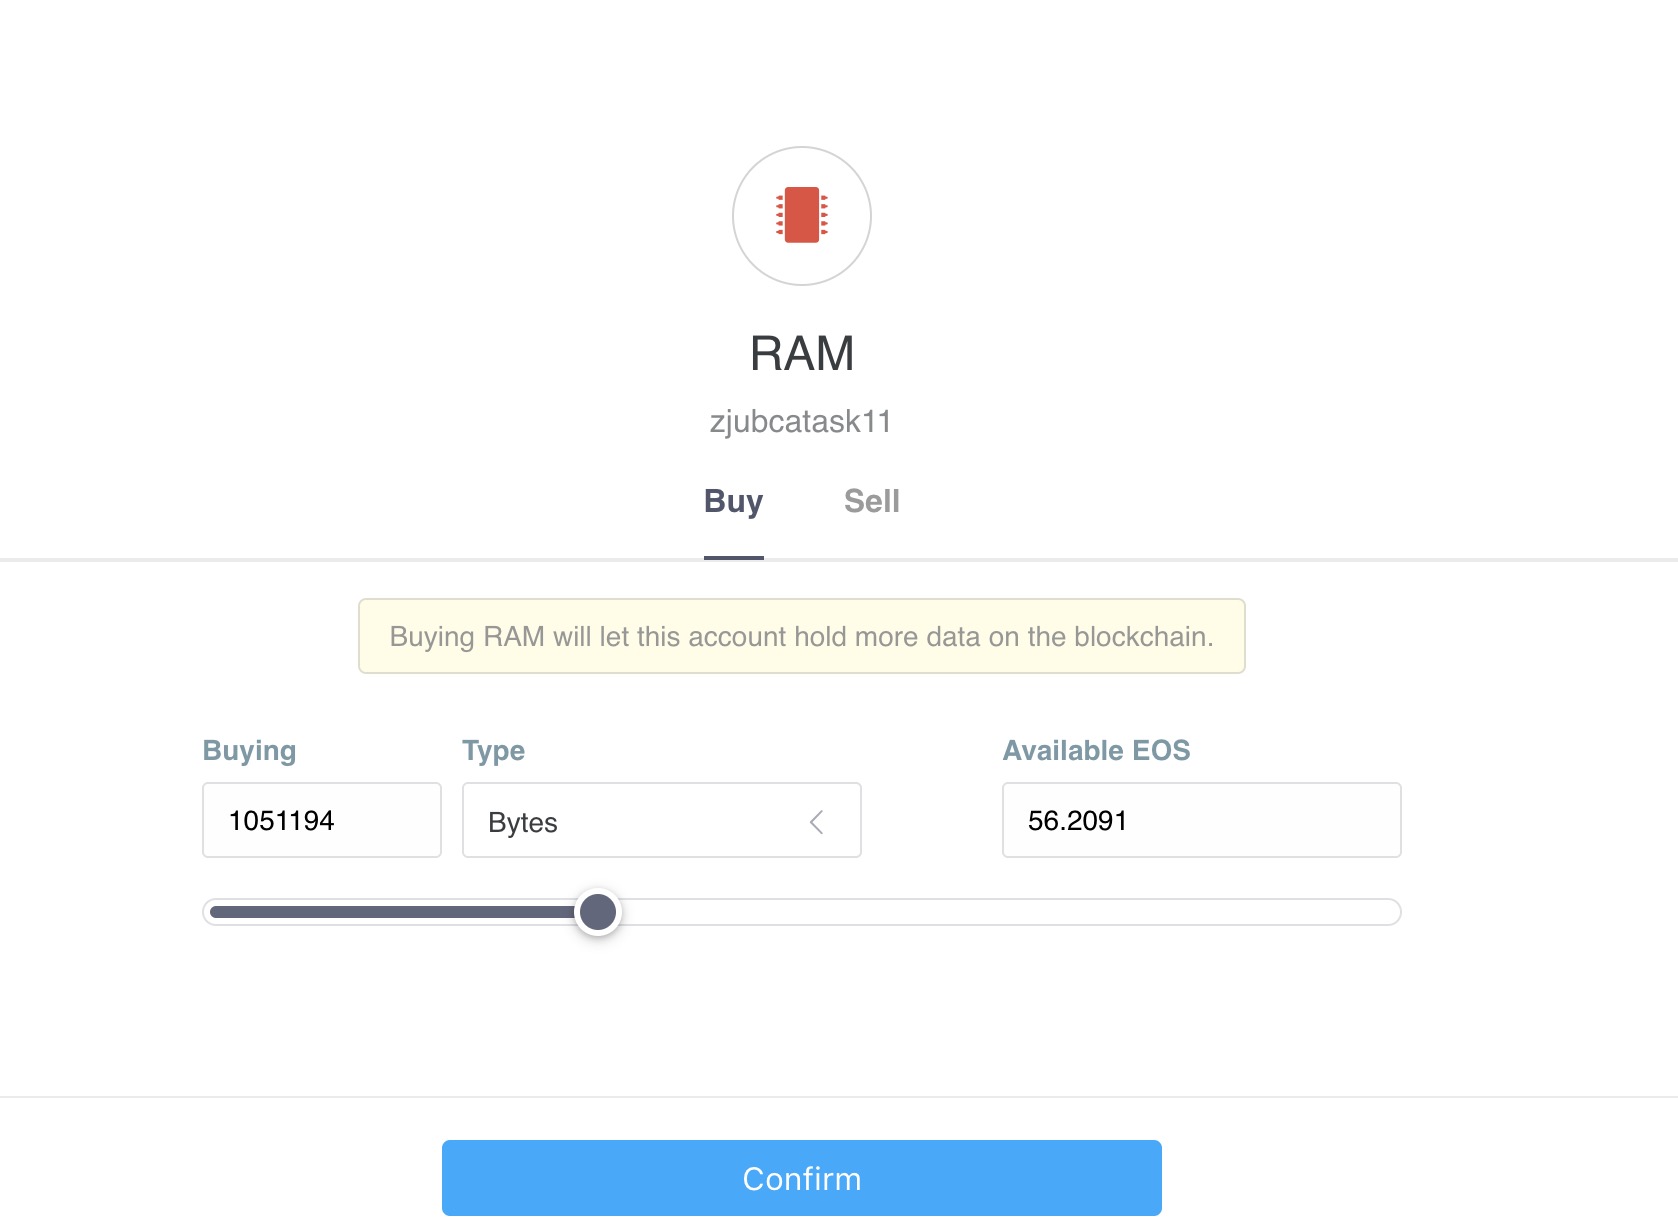 RAM
zjubcatask11
Buy Sell
Buying RAM will let this account hold more data on the blockchain.
Buying Type Available EOS
1051194 Bytes 56.2091
Confirm